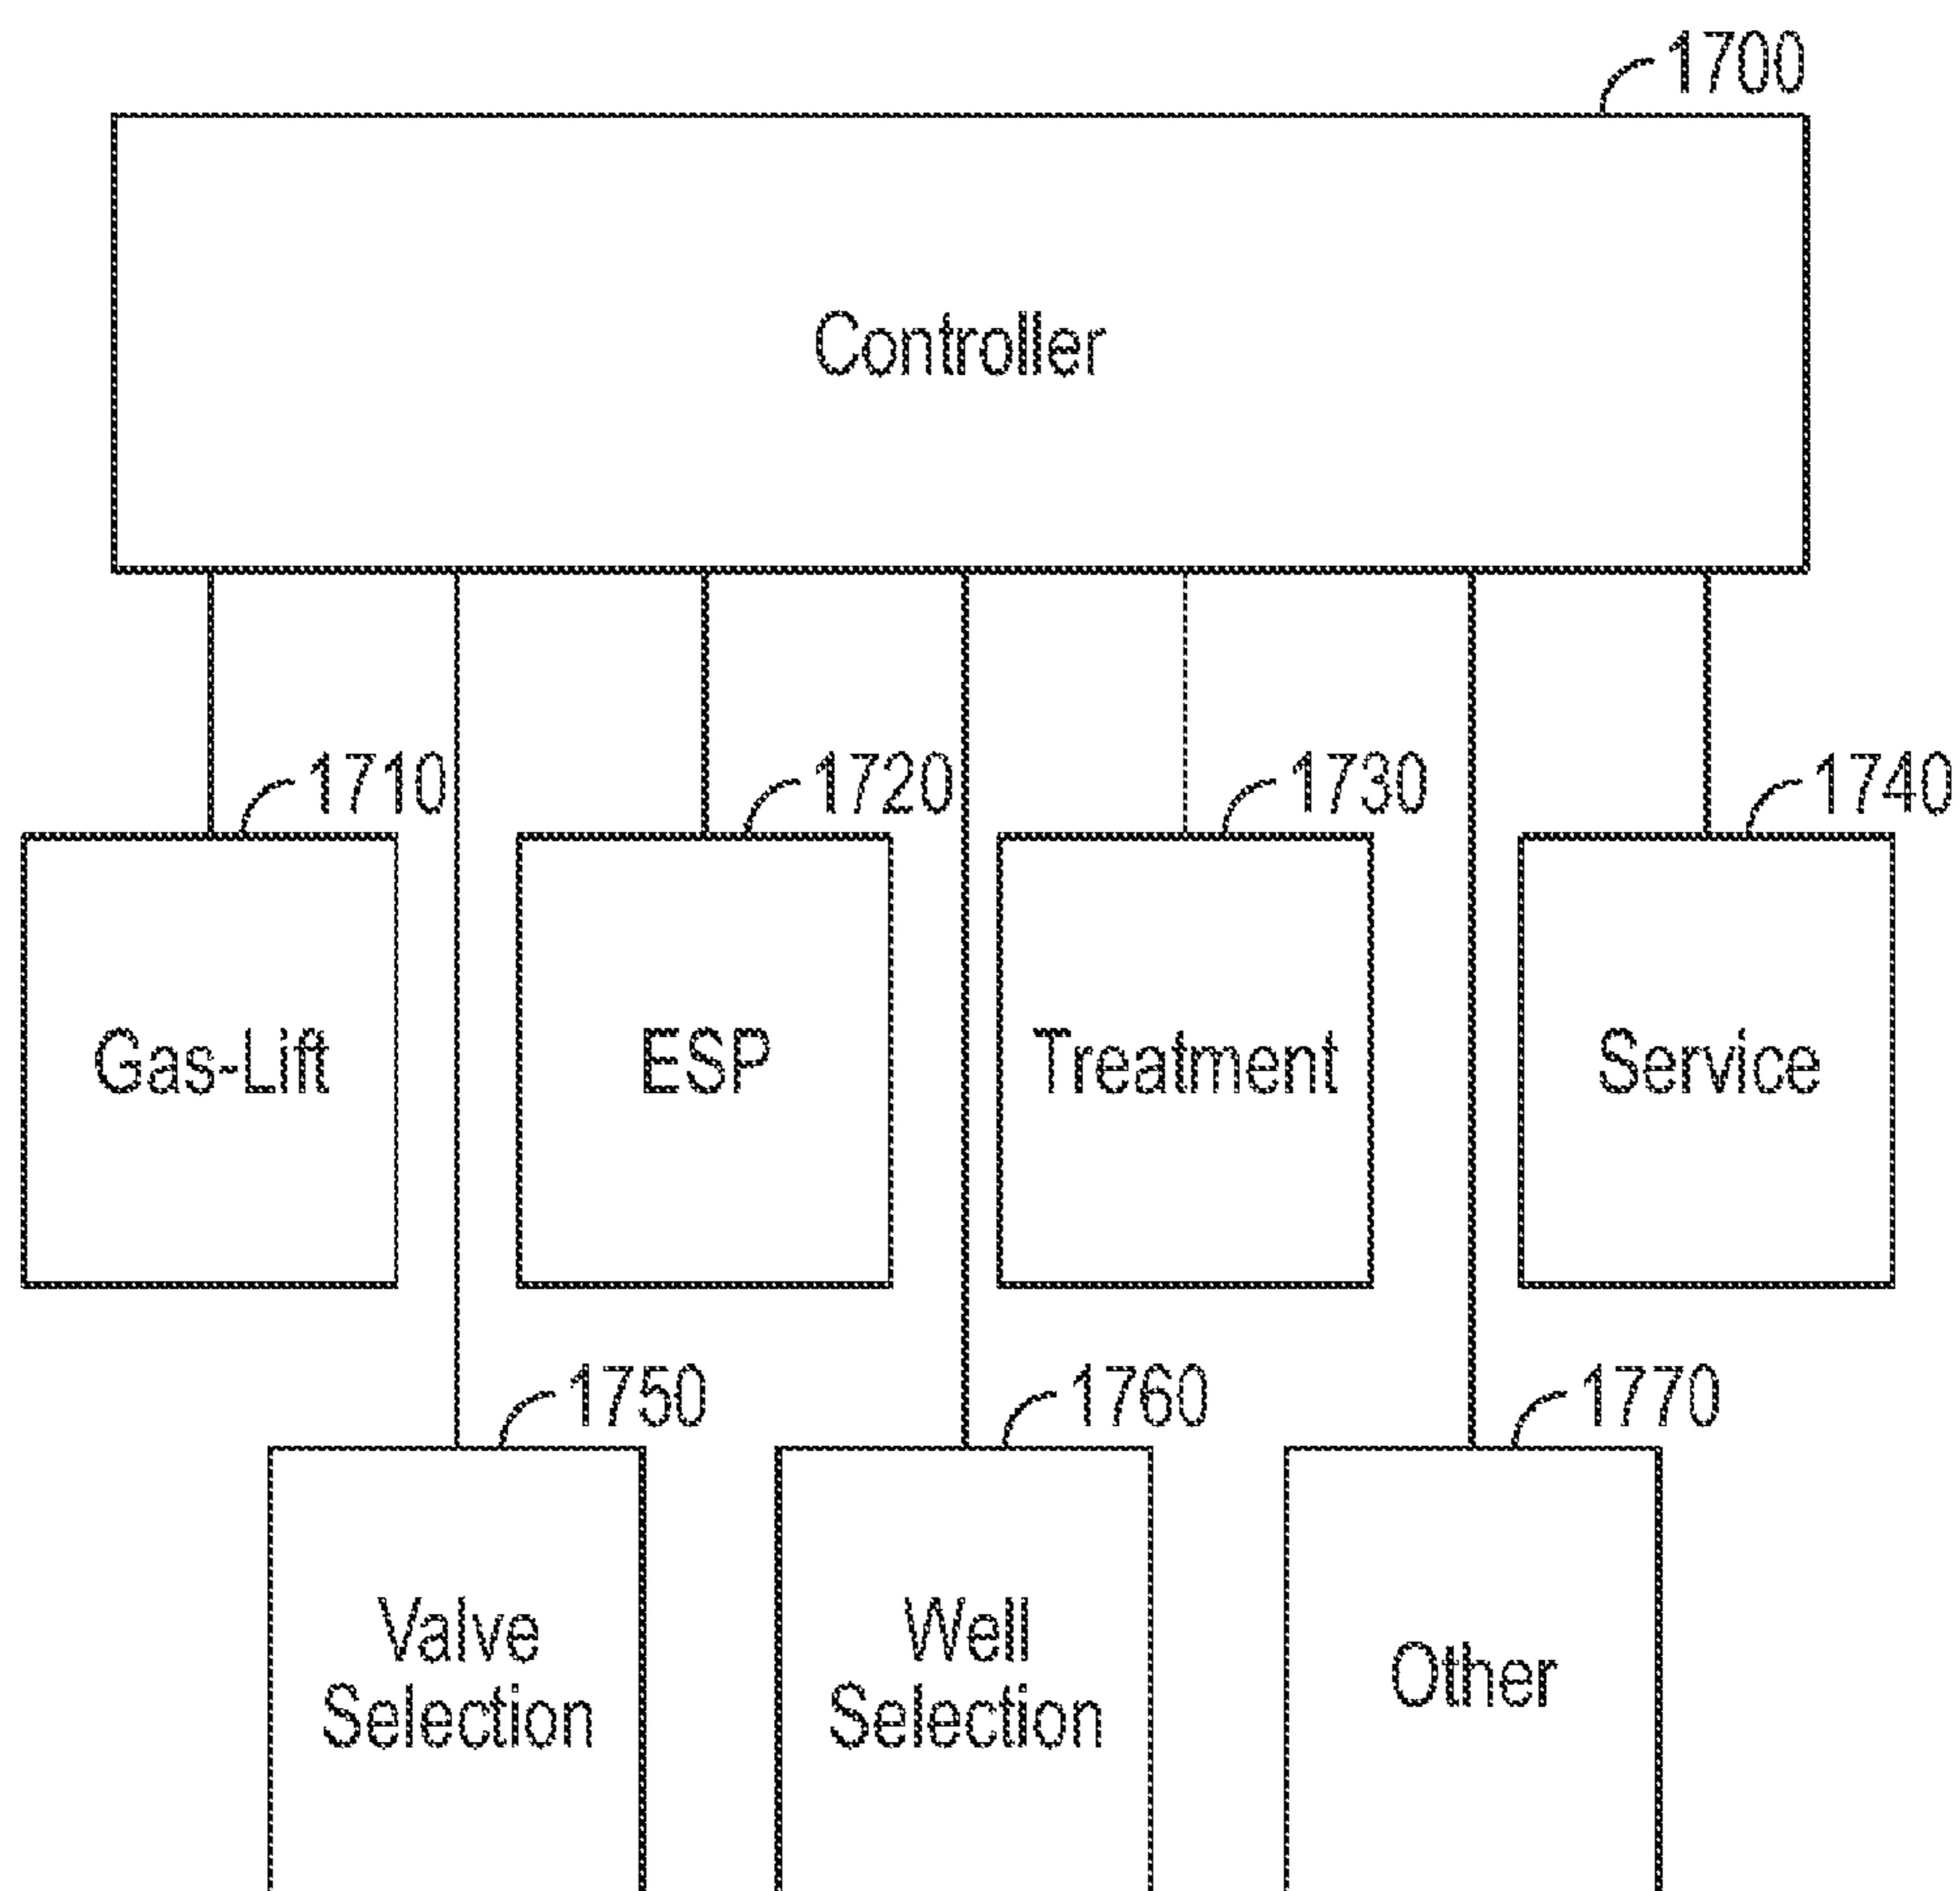 1700
Controller
1710
1720
1730
1740
Gas-Lift
ESP
Treatment
Service
1750
1760
1770
Valve
Selection
Well
Selection
Other